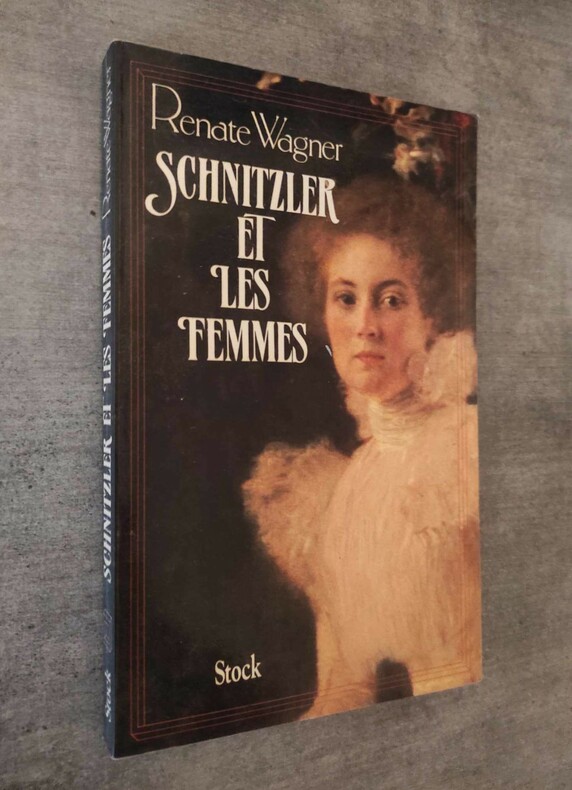 Renate Wagner
SCHNITZLER
ET
LES
FEMMES
Stock
Renate Wagner
SCHNITZLER ET LES FEMMES
Stock